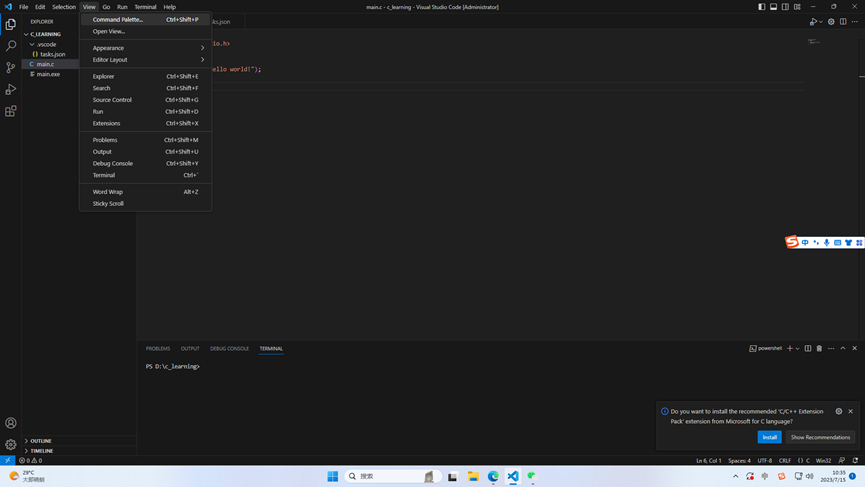 File Edit Selection View Go Run Terminal Help
main.c - c_learning - Visual Studio Code [Administrator]
EXPLORER
C_LEARNING
.vscode
tasks.json
C main.c
main.exe
OUTLINE
TIMELINE
Command Palette... Ctrl+Shift+P
Open View...
Appearance
Editor Layout
Explorer Ctrl+Shift+E
Search Ctrl+Shift+F
Source Control Ctrl+Shift+G
Run Ctrl+Shift+D
Extensions Ctrl+Shift+X
Problems Ctrl+Shift+M
Output Ctrl+Shift+U
Debug Console Ctrl+Shift+Y
Terminal Ctrl+`
Word Wrap Alt+Z
Sticky Scroll
sks.json
io.h>
ello world!");
中
PROBLEMS OUTPUT DEBUG CONSOLE TERMINAL
powershell
PS D:\c_learning>
Do you want to install the recommended 'C/C++ Extension
Pack' extension from Microsoft for C language?
Install Show Recommendations
0 0
Ln 6, Col 1 Spaces: 4 UTF-8 CRLF {} C Win32
29°C
大部晴朗
搜索
中
10:35
2023/7/15
1